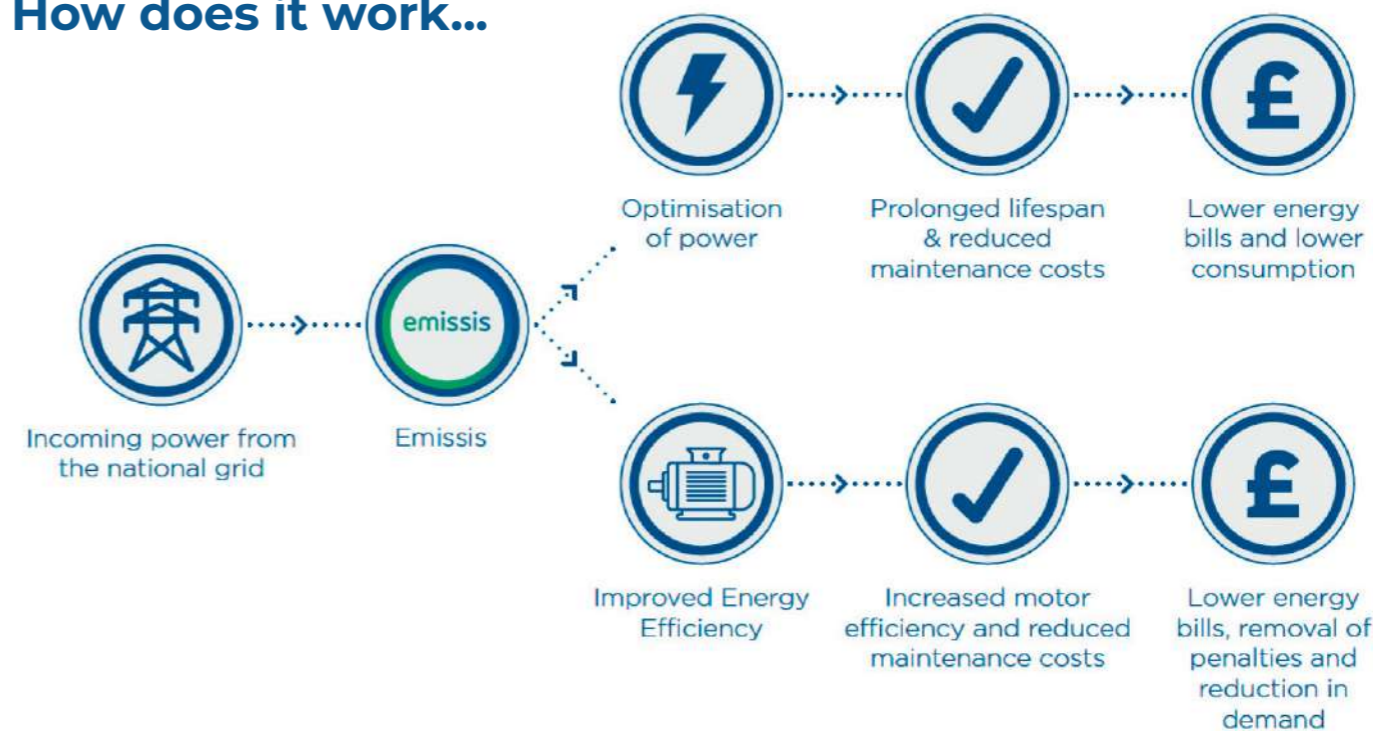 How does it work...
Optimisation
of power
Prolonged lifespan
& reduced
maintenance costs
£
Lower energy
bills and lower
consumption
Incoming power from
the national grid
emissis
Emissis
Improved Energy
Efficiency
Increased motor
efficiency and reduced
maintenance costs
£
Lower energy
bills, removal of
penalties and
reduction in
demand